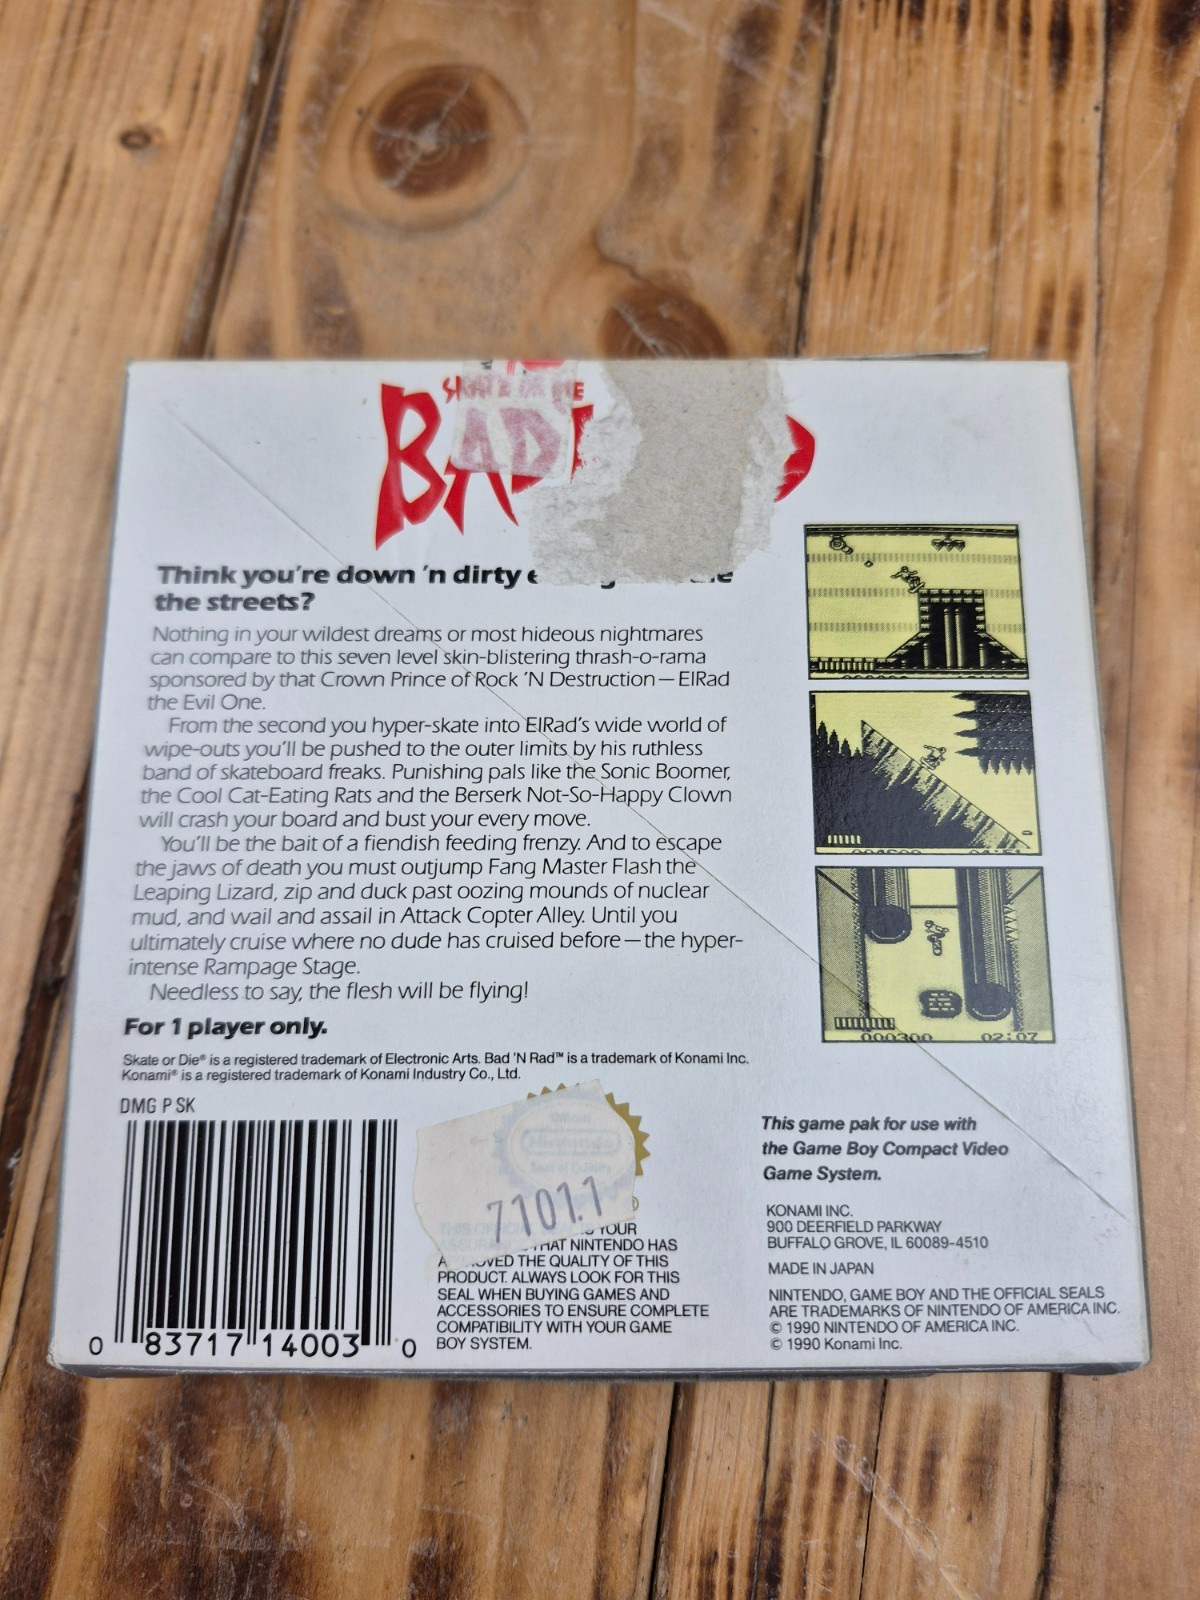 SKATE OR DIE
BAD
Think you're down 'n dirty
the streets?
Nothing in your wildest dreams or most hideous nightmares
can compare to this seven level skin-blistering thrash-o-rama
sponsored by that Crown Prince of Rock 'N Destruction—ElRad
the Evil One.
From the second you hyper-skate into ElRad's wide world of
wipe-outs you'll be pushed to the outer limits by his ruthless
band of skateboard freaks. Punishing pals like the Sonic Boomer,
the Cool Cat-Eating Rats and the Berserk Not-So-Happy Clown
will crash your board and bust your every move.
You'll be the bait of a fiendish feeding frenzy. And to escape
the jaws of death you must outjump Fang Master Flash the
Leaping Lizard, zip and duck past oozing mounds of nuclear
mud, and wail and assail in Attack Copter Alley. Until you
ultimately cruise where no dude has cruised before—the hyper-
intense Rampage Stage.
Needless to say, the flesh will be flying!
For 1 player only.
Skate or Die® is a registered trademark of Electronic Arts. Bad 'N Rad™ is a trademark of Konami Inc.
Konami® is a registered trademark of Konami Industry Co., Ltd.
DMG P SK
0 83717 14003 0
000300 02:07
Official
Nintendo
Seal of Quality
71011
THIS OFFICIAL SEAL IS YOUR
ASSURANCE THAT NINTENDO HAS
APPROVED THE QUALITY OF THIS
PRODUCT. ALWAYS LOOK FOR THIS
SEAL WHEN BUYING GAMES AND
ACCESSORIES TO ENSURE COMPLETE
COMPATIBILITY WITH YOUR GAME
BOY SYSTEM.
This game pak for use with
the Game Boy Compact Video
Game System.
KONAMI INC.
900 DEERFIELD PARKWAY
BUFFALO GROVE, IL 60089-4510
MADE IN JAPAN
NINTENDO, GAME BOY AND THE OFFICIAL SEALS
ARE TRADEMARKS OF NINTENDO OF AMERICA INC.
© 1990 NINTENDO OF AMERICA INC.
© 1990 Konami Inc.